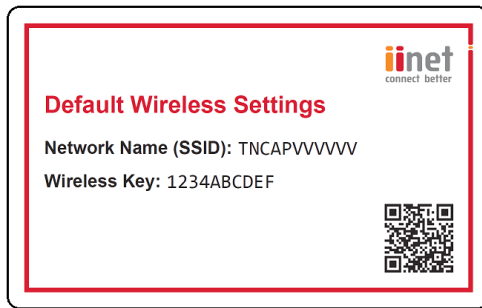 iinet
connect better
Default Wireless Settings
Network Name (SSID): TNCAPVVVVVV
Wireless Key: 1234ABCDEF